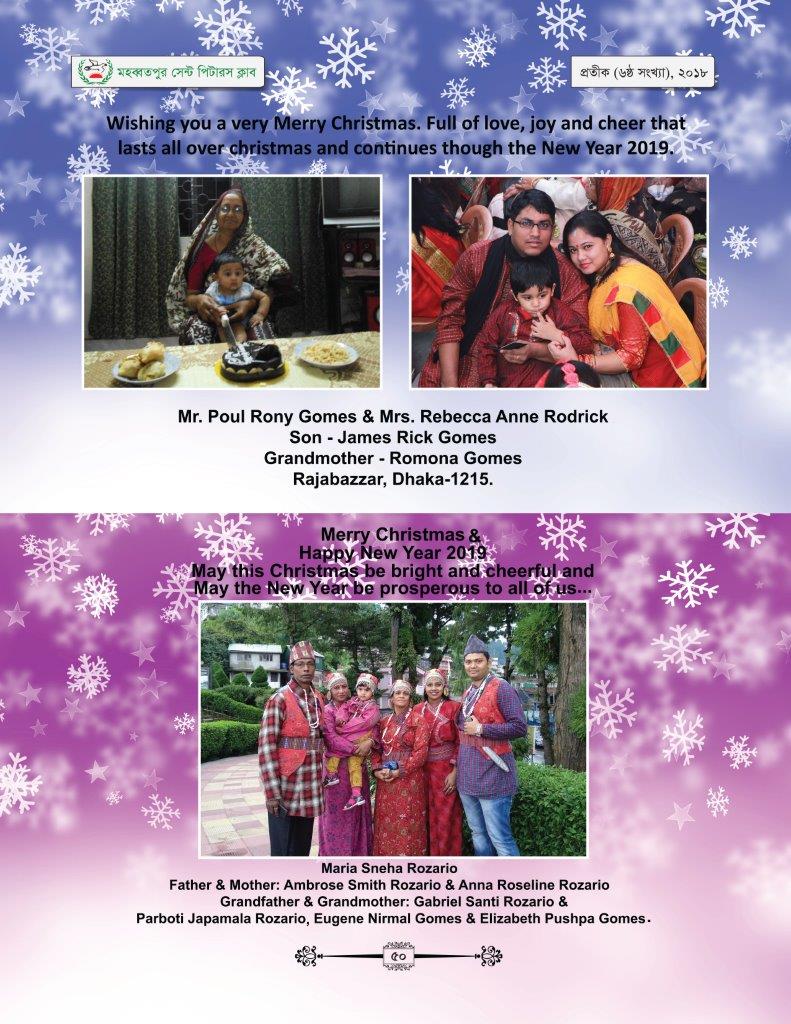 মহব্বতপুর সেন্ট পিটারস ক্লাব
প্রতীক (৬ষ্ঠ সংখ্যা), ২০১৮
Wishing you a very Merry Christmas. Full of love, joy and cheer that
lasts all over christmas and continues though the New Year 2019.
Mr. Poul Rony Gomes & Mrs. Rebecca Anne Rodrick
Son - James Rick Gomes
Grandmother - Romona Gomes
Rajabazzar, Dhaka-1215.
Merry Christmas &
Happy New Year 2019
May this Christmas be bright and cheerful and
May the New Year be prosperous to all of us...
Maria Sneha Rozario
Father & Mother: Ambrose Smith Rozario & Anna Roseline Rozario
Grandfather & Grandmother: Gabriel Santi Rozario &
Parboti Japamala Rozario, Eugene Nirmal Gomes & Elizabeth Pushpa Gomes.
৫০